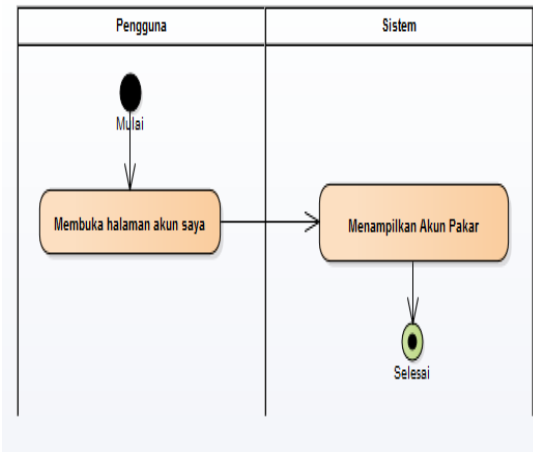 Pengguna
Sistem
Mulai
Membuka halaman akun saya
Menampilkan Akun Pakar
Selesai